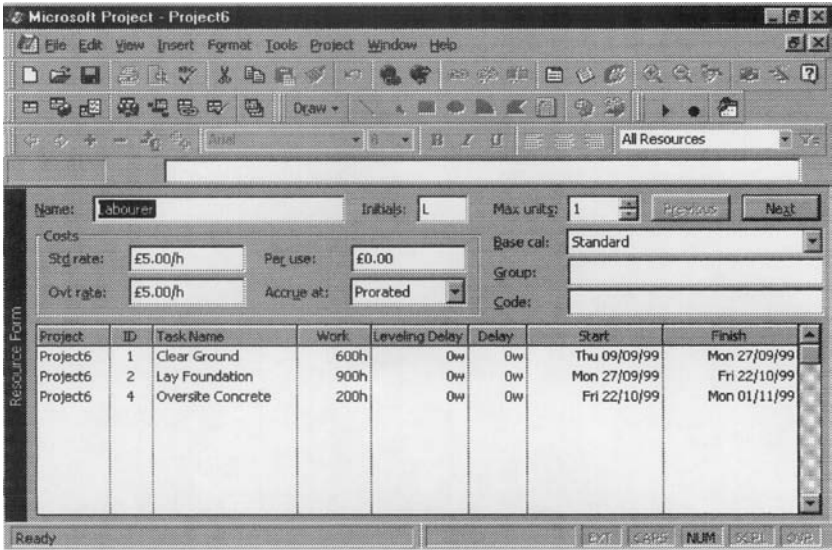 Microsoft Project - Project6
File Edit View Insert Format Tools Project Window Help
Draw
Arial 8 B I U All Resources
Name: Labourer Initials: L Max units: 1 Previous Next
Costs
Std rate: £5.00/h Per use: £0.00 Base cal: Standard
Group:
Ovt rate: £5.00/h Accrue at: Prorated Code:
Resource Form
Project ID Task Name Work Leveling Delay Delay Start Finish
Project6 1 Clear Ground 600h 0w 0w Thu 09/09/99 Mon 27/09/99
Project6 2 Lay Foundation 900h 0w 0w Mon 27/09/99 Fri 22/10/99
Project6 4 Oversite Concrete 200h 0w 0w Fri 22/10/99 Mon 01/11/99
Ready EXT CAPS NUM SCRL OVR